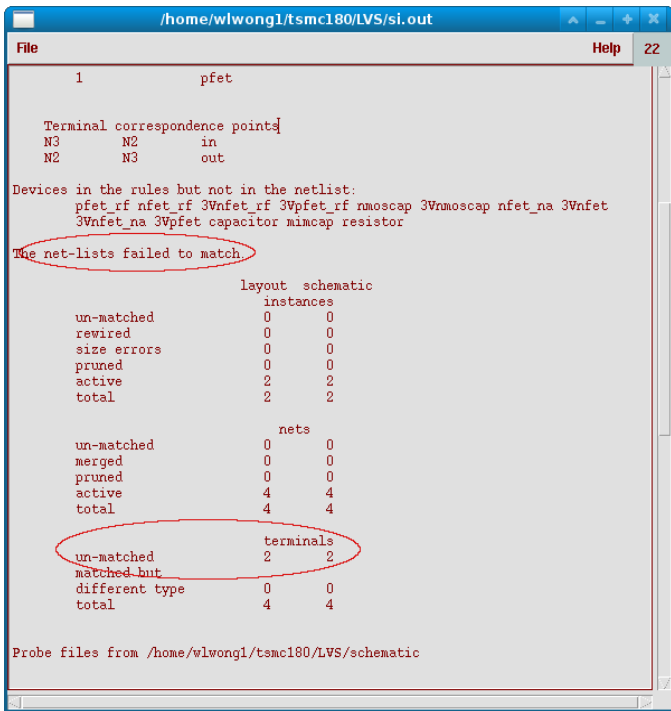 /home/wlwong1/tsmc180/LVS/si.out
File Help 22
1 pfet
Terminal correspondence points
N3 N2 in
N2 N3 out
Devices in the rules but not in the netlist:
pfet_rf nfet_rf 3Vnfet_rf 3Vpfet_rf nmoscap 3Vnmoscap nfet_na 3Vnfet
3Vnfet_na 3Vpfet capacitor mimcap resistor
The net-lists failed to match.
layout schematic
instances
un-matched 0 0
rewired 0 0
size errors 0 0
pruned 0 0
active 2 2
total 2 2
nets
un-matched 0 0
merged 0 0
pruned 0 0
active 4 4
total 4 4
terminals
un-matched 2 2
matched but
different type 0 0
total 4 4
Probe files from /home/wlwong1/tsmc180/LVS/schematic